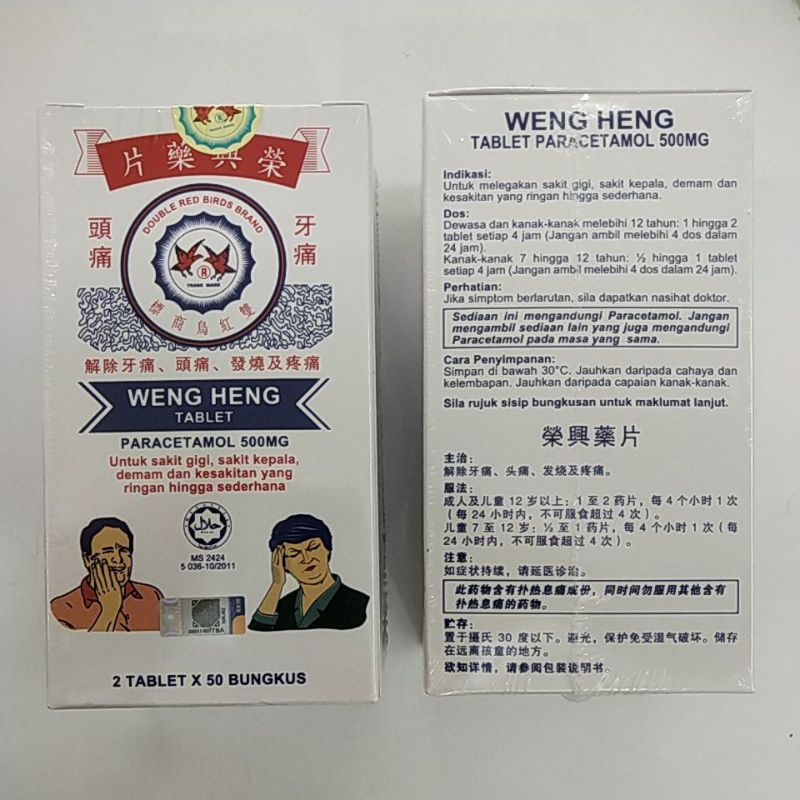 片藥興榮
頭痛
牙痛
DOUBLE RED BIRDS BRAND
®
TRADE MARK
標商鳥紅雙
解除牙痛、頭痛、發燒及疼痛
WENG HENG
TABLET
PARACETAMOL 500MG
Untuk sakit gigi, sakit kepala,
demam dan kesakitan yang
ringan hingga sederhana
حلال
MS 2424
5 036-10/2011
2 TABLET X 50 BUNGKUS
WENG HENG
TABLET PARACETAMOL 500MG
Indikasi:
Untuk melegakan sakit gigi, sakit kepala, demam dan
kesakitan yang ringan hingga sederhana.
Dos:
Dewasa dan kanak-kanak melebihi 12 tahun: 1 hingga 2
tablet setiap 4 jam (Jangan ambil melebihi 4 dos dalam
24 jam).
Kanak-kanak 7 hingga 12 tahun: ½ hingga 1 tablet
setiap 4 jam (Jangan ambil melebihi 4 dos dalam 24 jam).
Perhatian:
Jika simptom berlarutan, sila dapatkan nasihat doktor.
Sediaan ini mengandungi Paracetamol. Jangan
mengambil sediaan lain yang juga mengandungi
Paracetamol pada masa yang sama.
Cara Penyimpanan:
Simpan di bawah 30°C. Jauhkan daripada cahaya dan
kelembapan. Jauhkan daripada capaian kanak-kanak.
Sila rujuk sisip bungkusan untuk maklumat lanjut.
榮興藥片
主治:
解除牙痛、头痛、发烧及疼痛。
服法:
成人及儿童 12 岁以上: 1 至 2 药片, 每 4 个小时 1 次
(每 24 小时内, 不可服食超过 4 次)。
儿童 7 至 12 岁: ½ 至 1 药片, 每 4 个小时 1 次 (每
24 小时内, 不可服食超过 4 次)。
注意:
如症状持续, 请延医诊治。
此药物含有扑热息痛成份, 同时间勿服用其他含有
扑热息痛的药物。
贮存:
置于摄氏 30 度以下。避光, 保护免受湿气破坏。储存
在远离孩童的地方。
欲知详情, 请参阅包装说明书。